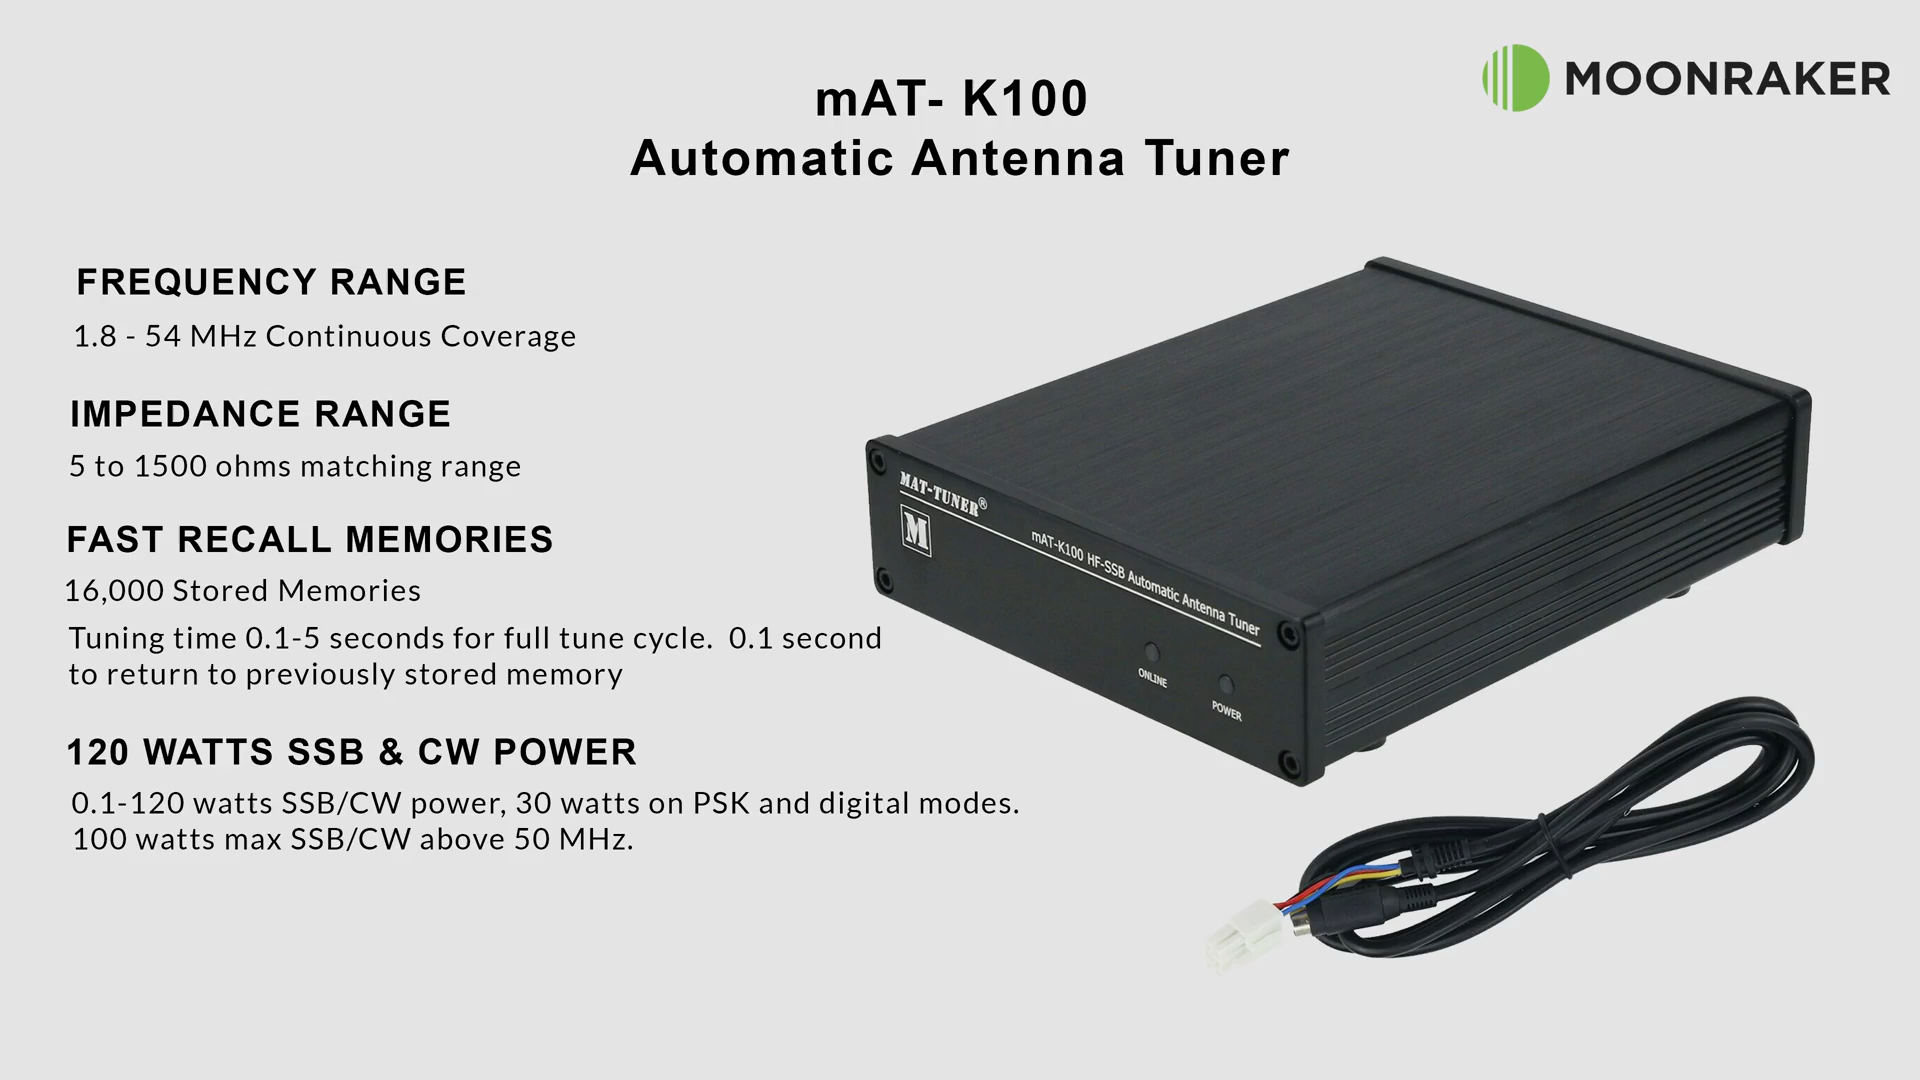 MOONRAKER
mAT- K100
Automatic Antenna Tuner
FREQUENCY RANGE
1.8 - 54 MHz Continuous Coverage
IMPEDANCE RANGE
5 to 1500 ohms matching range
FAST RECALL MEMORIES
16,000 Stored Memories
Tuning time 0.1-5 seconds for full tune cycle.  0.1 second
to return to previously stored memory
120 WATTS SSB & CW POWER
0.1-120 watts SSB/CW power, 30 watts on PSK and digital modes.
100 watts max SSB/CW above 50 MHz.
MAT-TUNER®
M
mAT-K100 HF-SSB Automatic Antenna Tuner
ONLINE
POWER